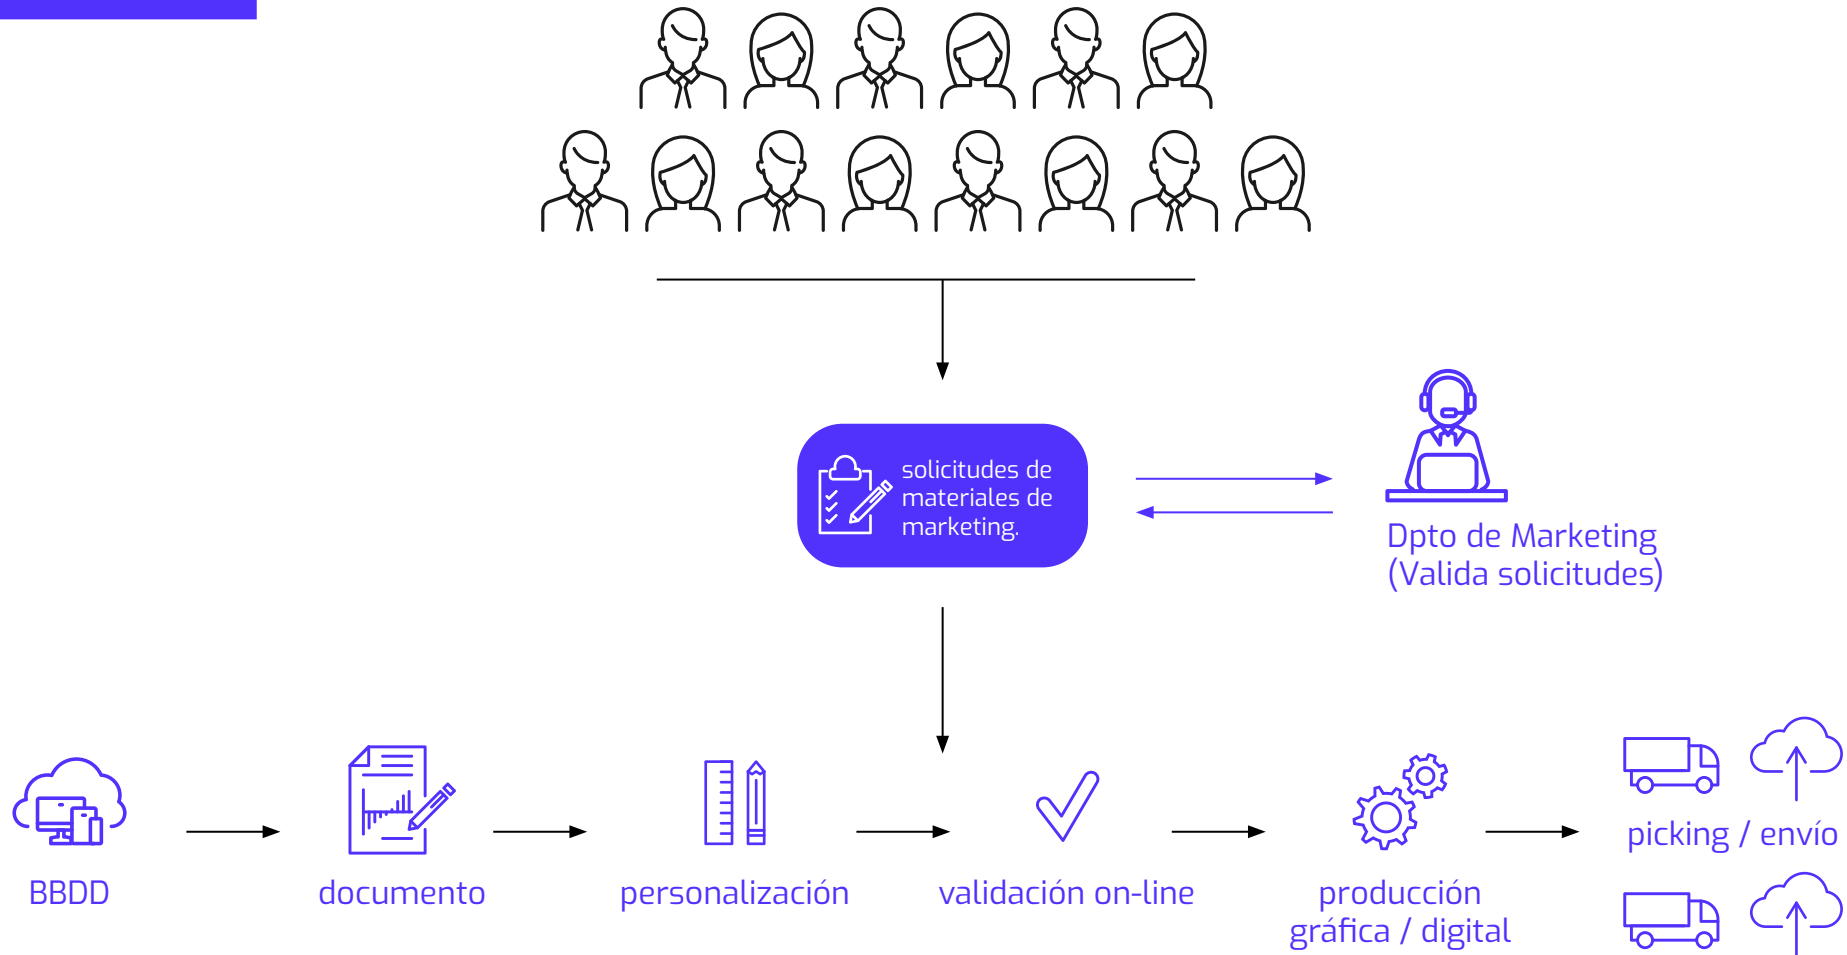 solicitudes de
materiales de
marketing.
Dpto de Marketing
(Valida solicitudes)
BBDD
documento
personalización
validación on-line
producción
gráfica / digital
picking / envío